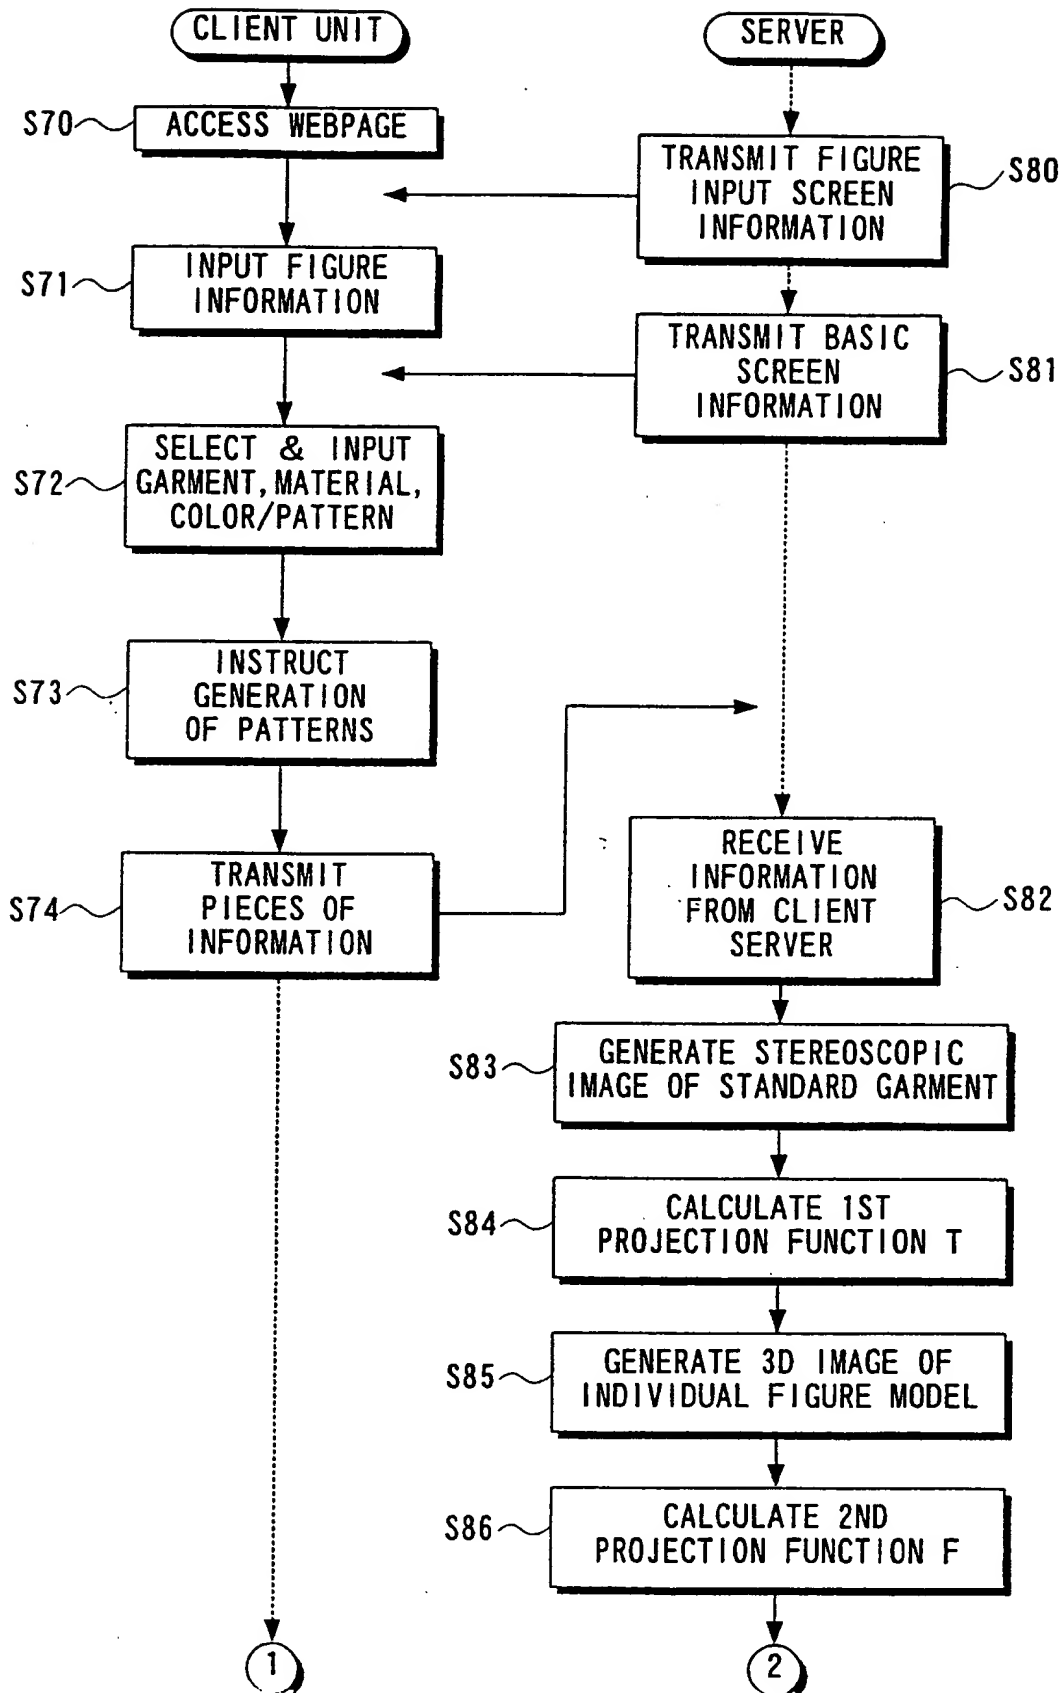 CLIENT UNIT
SERVER
S70
ACCESS WEBPAGE
TRANSMIT FIGURE
INPUT SCREEN
INFORMATION
S80
S71
INPUT FIGURE
INFORMATION
TRANSMIT BASIC
SCREEN
INFORMATION
S81
S72
SELECT & INPUT
GARMENT, MATERIAL,
COLOR/PATTERN
S73
INSTRUCT
GENERATION
OF PATTERNS
S74
TRANSMIT
PIECES OF
INFORMATION
RECEIVE
INFORMATION
FROM CLIENT
SERVER
S82
S83
GENERATE STEREOSCOPIC
IMAGE OF STANDARD GARMENT
S84
CALCULATE 1ST
PROJECTION FUNCTION T
S85
GENERATE 3D IMAGE OF
INDIVIDUAL FIGURE MODEL
S86
CALCULATE 2ND
PROJECTION FUNCTION F
1
2